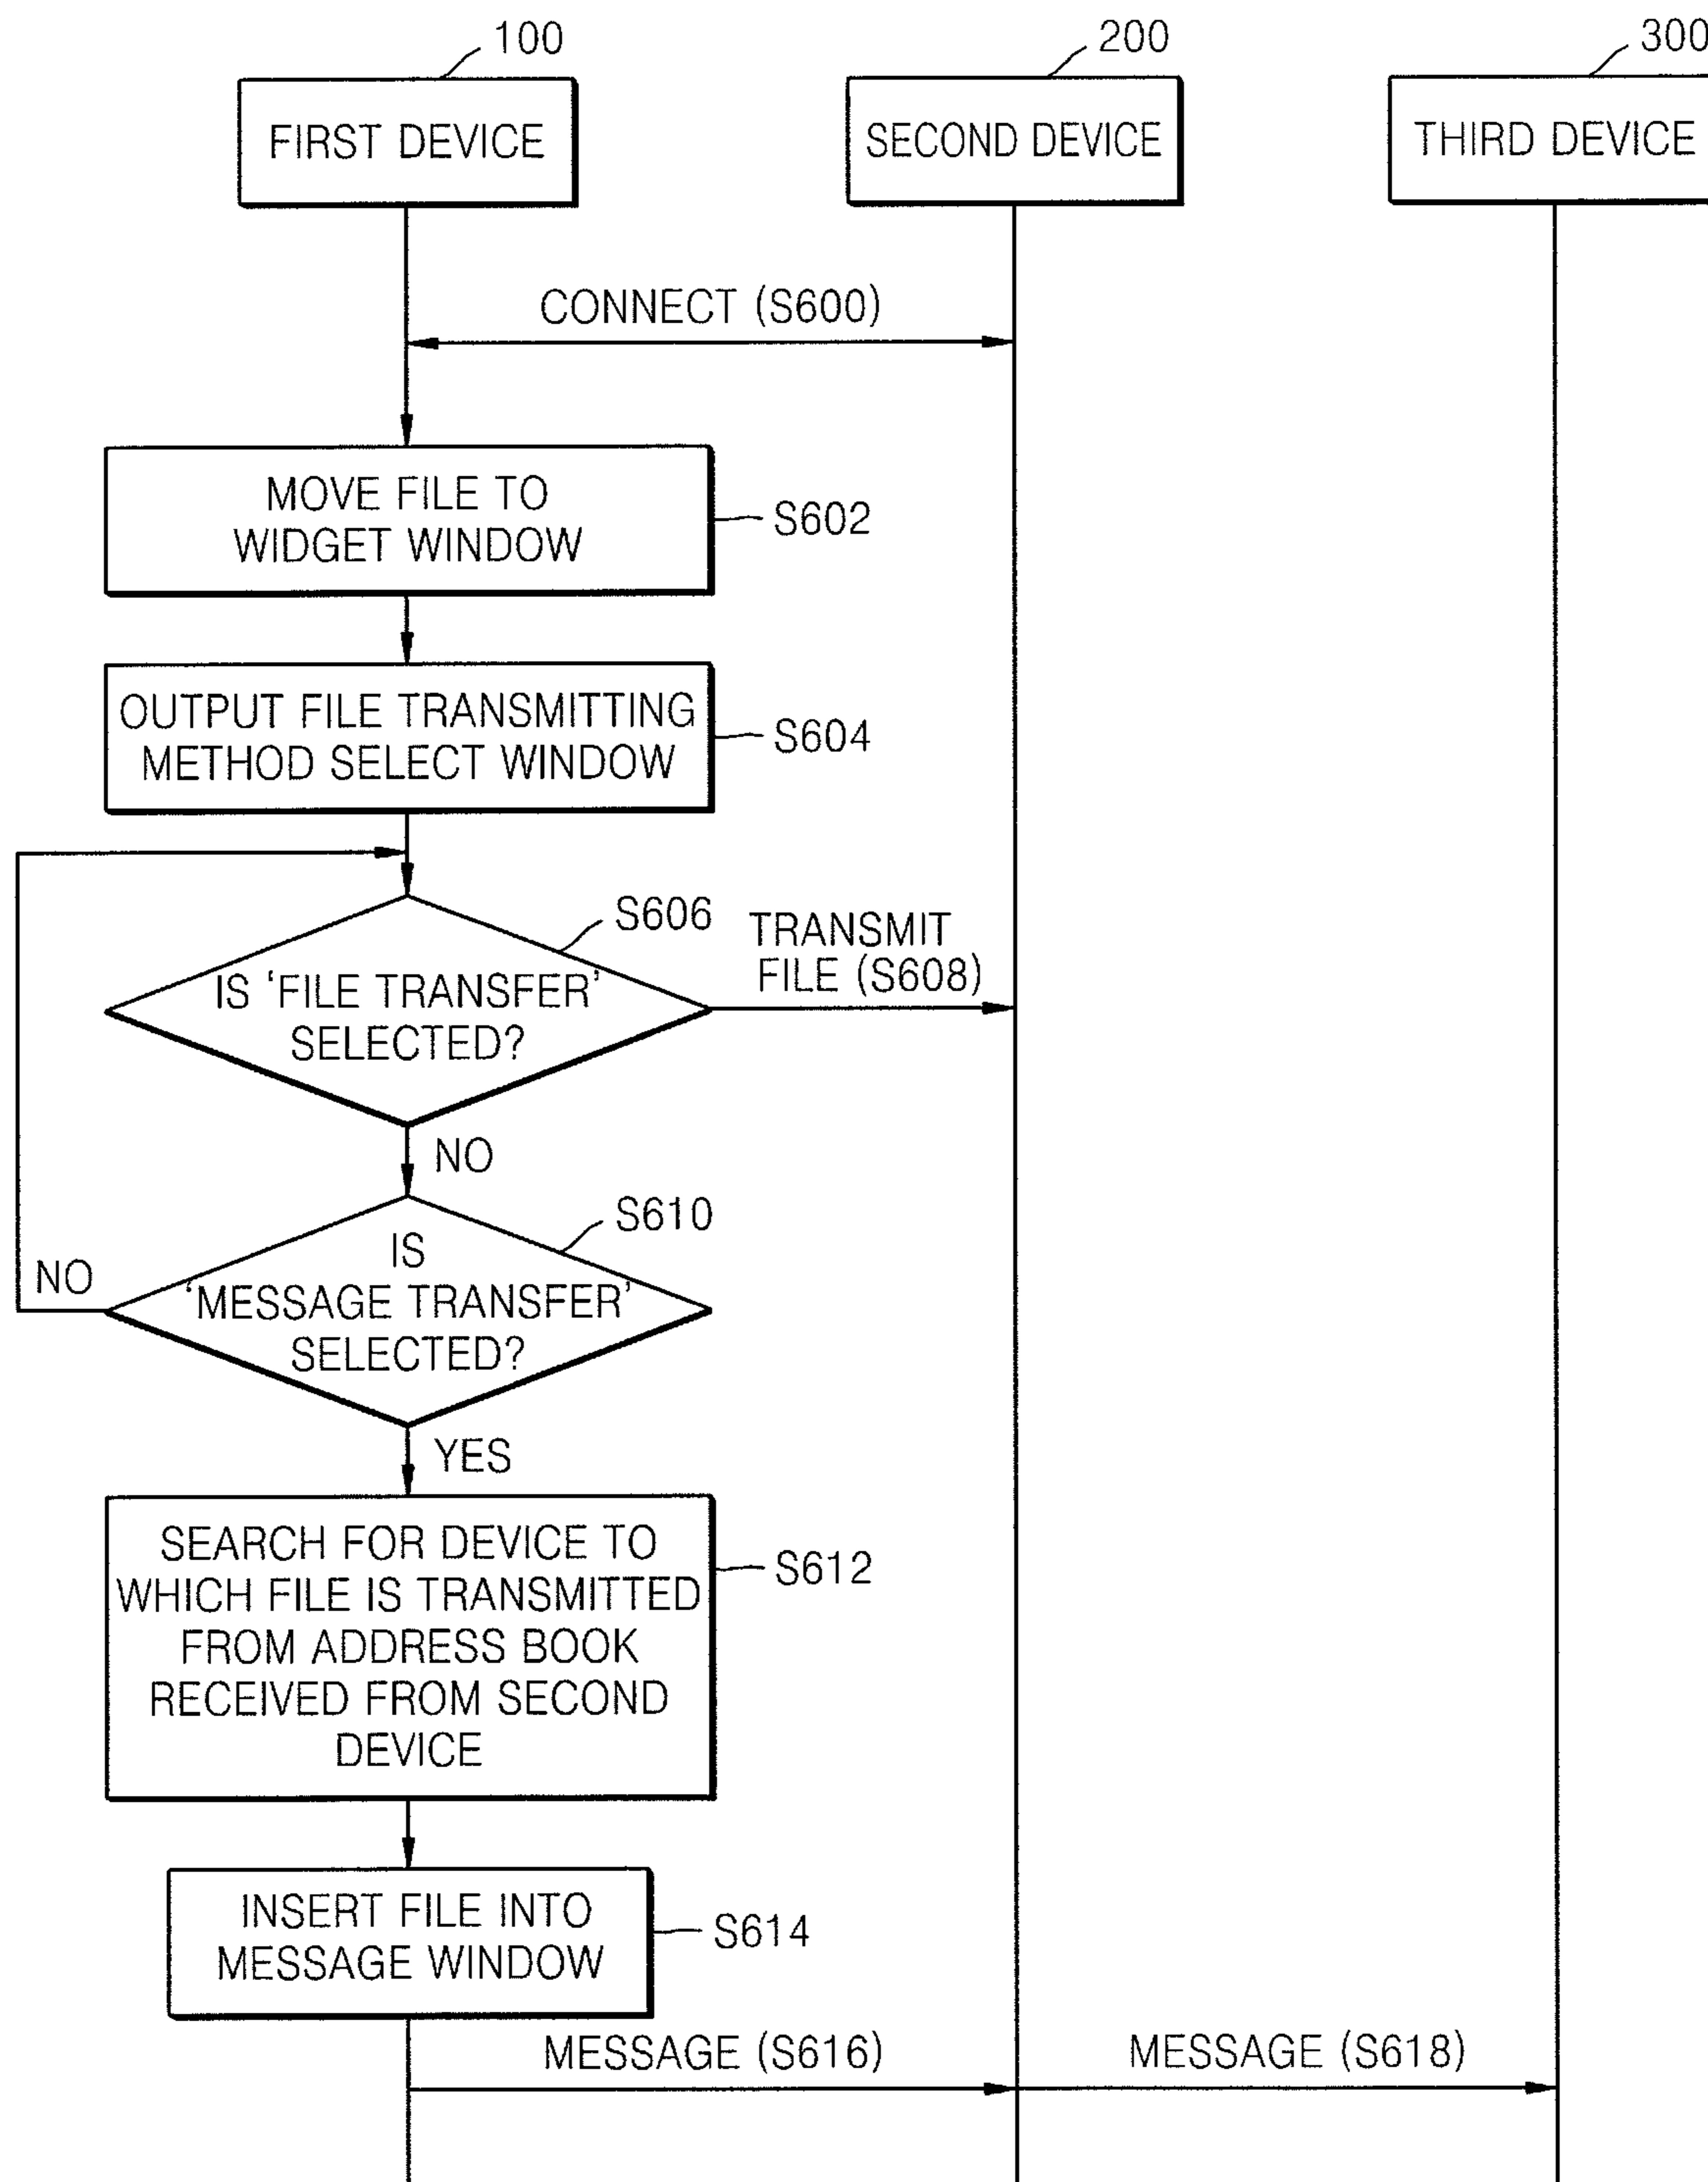 100
200
300
FIRST DEVICE
SECOND DEVICE
THIRD DEVICE
CONNECT (S600)
MOVE FILE TO
WIDGET WINDOW
S602
OUTPUT FILE TRANSMITTING
METHOD SELECT WINDOW
S604
S606
TRANSMIT
FILE (S608)
IS ‘FILE TRANSFER’
SELECTED?
NO
S610
IS
‘MESSAGE TRANSFER’
SELECTED?
NO
YES
SEARCH FOR DEVICE TO
WHICH FILE IS TRANSMITTED
FROM ADDRESS BOOK
RECEIVED FROM SECOND
DEVICE
S612
INSERT FILE INTO
MESSAGE WINDOW
S614
MESSAGE (S616)
MESSAGE (S618)